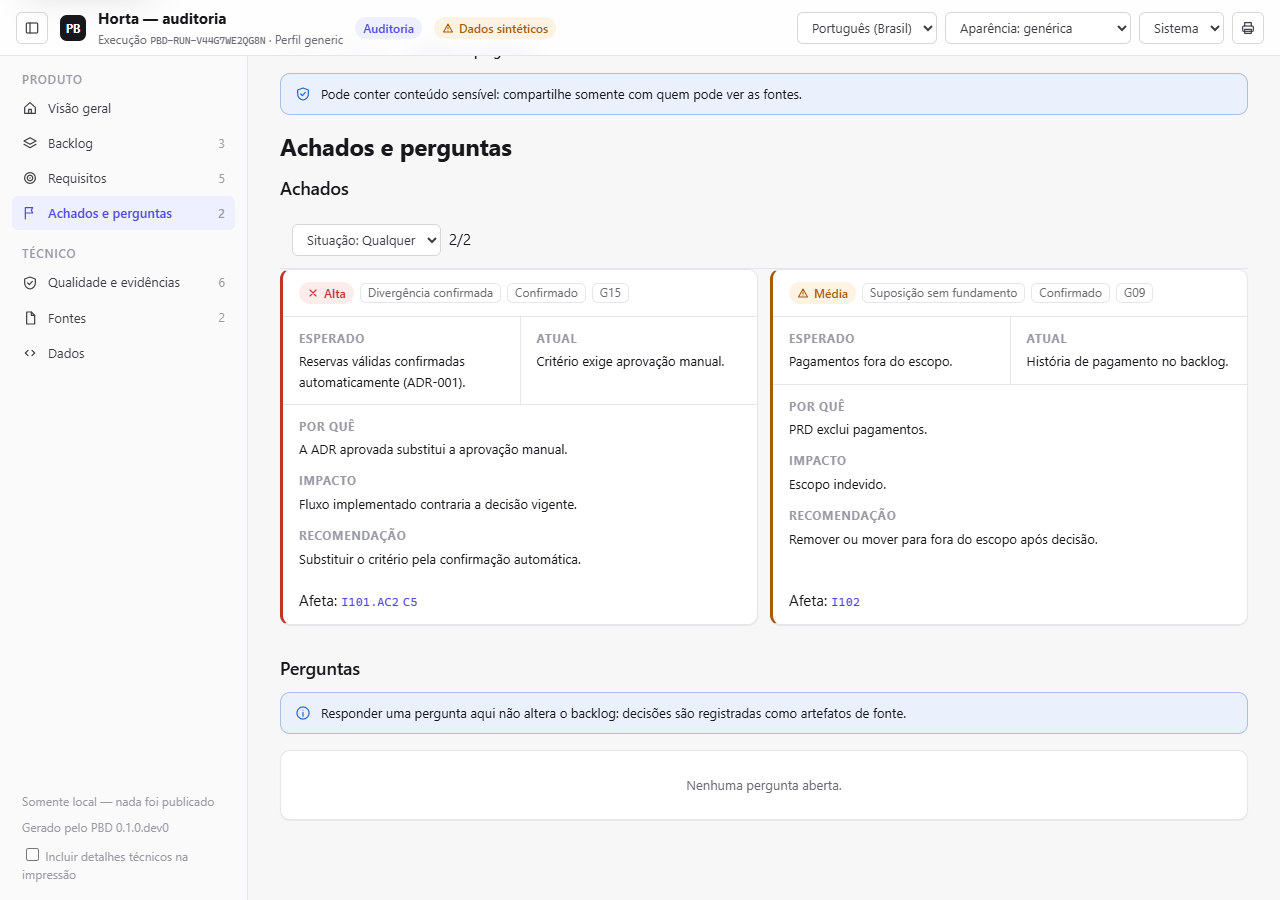 PB
Horta — auditoria
Execução PBD-RUN-V44G7WE2QG8N · Perfil generic
Auditoria
Dados sintéticos
Português (Brasil)
Aparência: genérica
Sistema
PRODUTO
Visão geral
Backlog 3
Requisitos 5
Achados e perguntas 2
TÉCNICO
Qualidade e evidências 6
Fontes 2
Dados
Somente local — nada foi publicado
Gerado pelo PBD 0.1.0.dev0
Incluir detalhes técnicos na
impressão
Pode conter conteúdo sensível: compartilhe somente com quem pode ver as fontes.
Achados e perguntas
Achados
Situação: Qualquer 2/2
Alta Divergência confirmada Confirmado G15
ESPERADO
Reservas válidas confirmadas
automaticamente (ADR-001).
ATUAL
Critério exige aprovação manual.
POR QUÊ
A ADR aprovada substitui a aprovação manual.
IMPACTO
Fluxo implementado contraria a decisão vigente.
RECOMENDAÇÃO
Substituir o critério pela confirmação automática.
Afeta: I101.AC2 C5
Média Suposição sem fundamento Confirmado G09
ESPERADO
Pagamentos fora do escopo.
ATUAL
História de pagamento no backlog.
POR QUÊ
PRD exclui pagamentos.
IMPACTO
Escopo indevido.
RECOMENDAÇÃO
Remover ou mover para fora do escopo após decisão.
Afeta: I102
Perguntas
Responder uma pergunta aqui não altera o backlog: decisões são registradas como artefatos de fonte.
Nenhuma pergunta aberta.